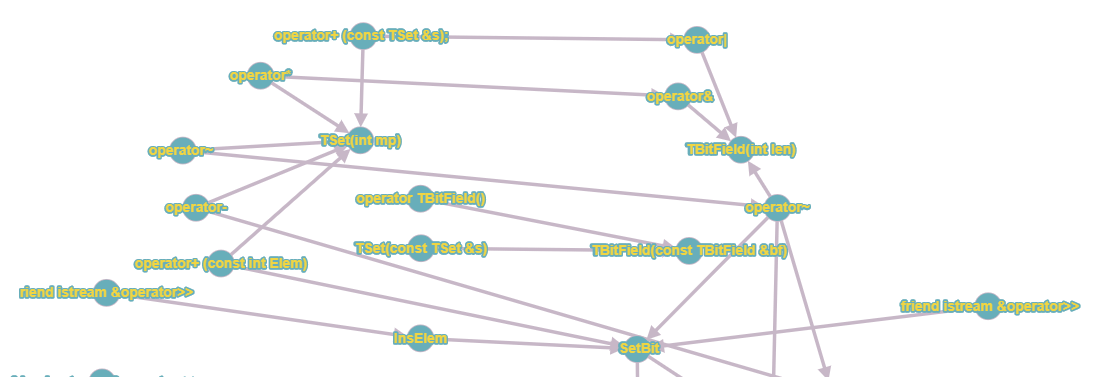 operator+ (const TSet &s);
operator|
operator*
operator&
TSet(int mp)
TBitField(int len)
operator~
operator TBitField()
operator-
operator~
TSet(const TSet &s)
TBitField(const TBitField &bf)
operator+ (const int Elem)
riend istream &operator>>
friend istream &operator>>
InsElem
SetBit